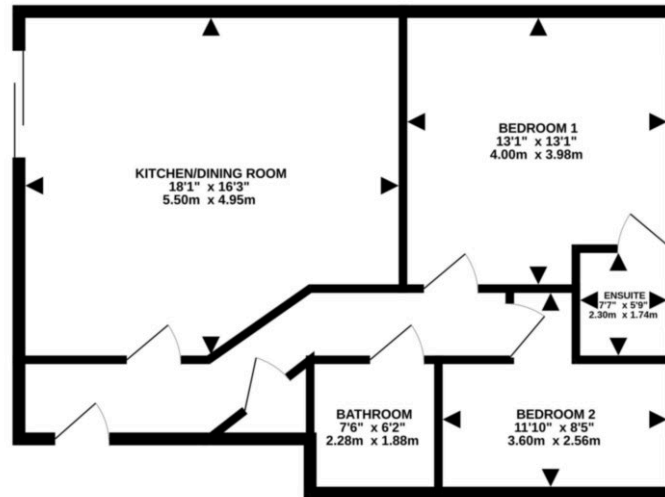 KITCHEN/DINING ROOM
18'1" x 16'3"
5.50m x 4.95m
BEDROOM 1
13'1" x 13'1"
4.00m x 3.98m
ENSUITE
7'7" x 5'9"
2.30m x 1.74m
BATHROOM
7'6" x 6'2"
2.28m x 1.88m
BEDROOM 2
11'10" x 8'5"
3.60m x 2.56m